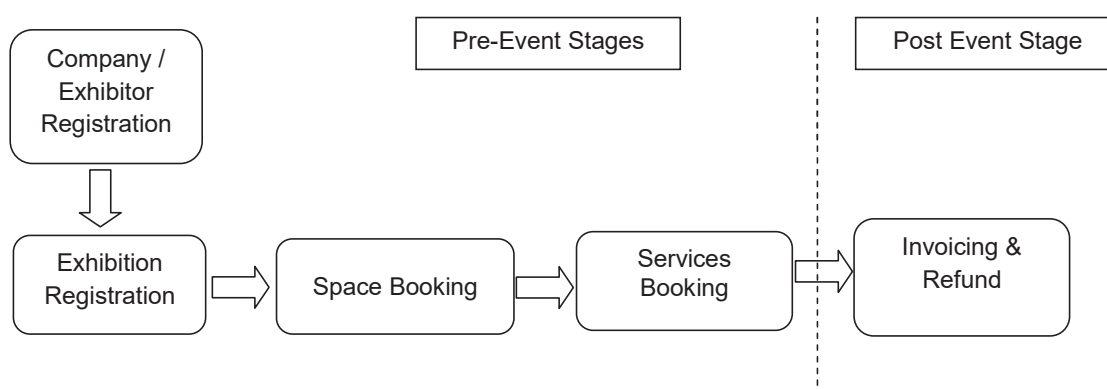 Pre-Event Stages
Post Event Stage
Company /
Exhibitor
Registration
Exhibition
Registration
Space Booking
Services
Booking
Invoicing &
Refund